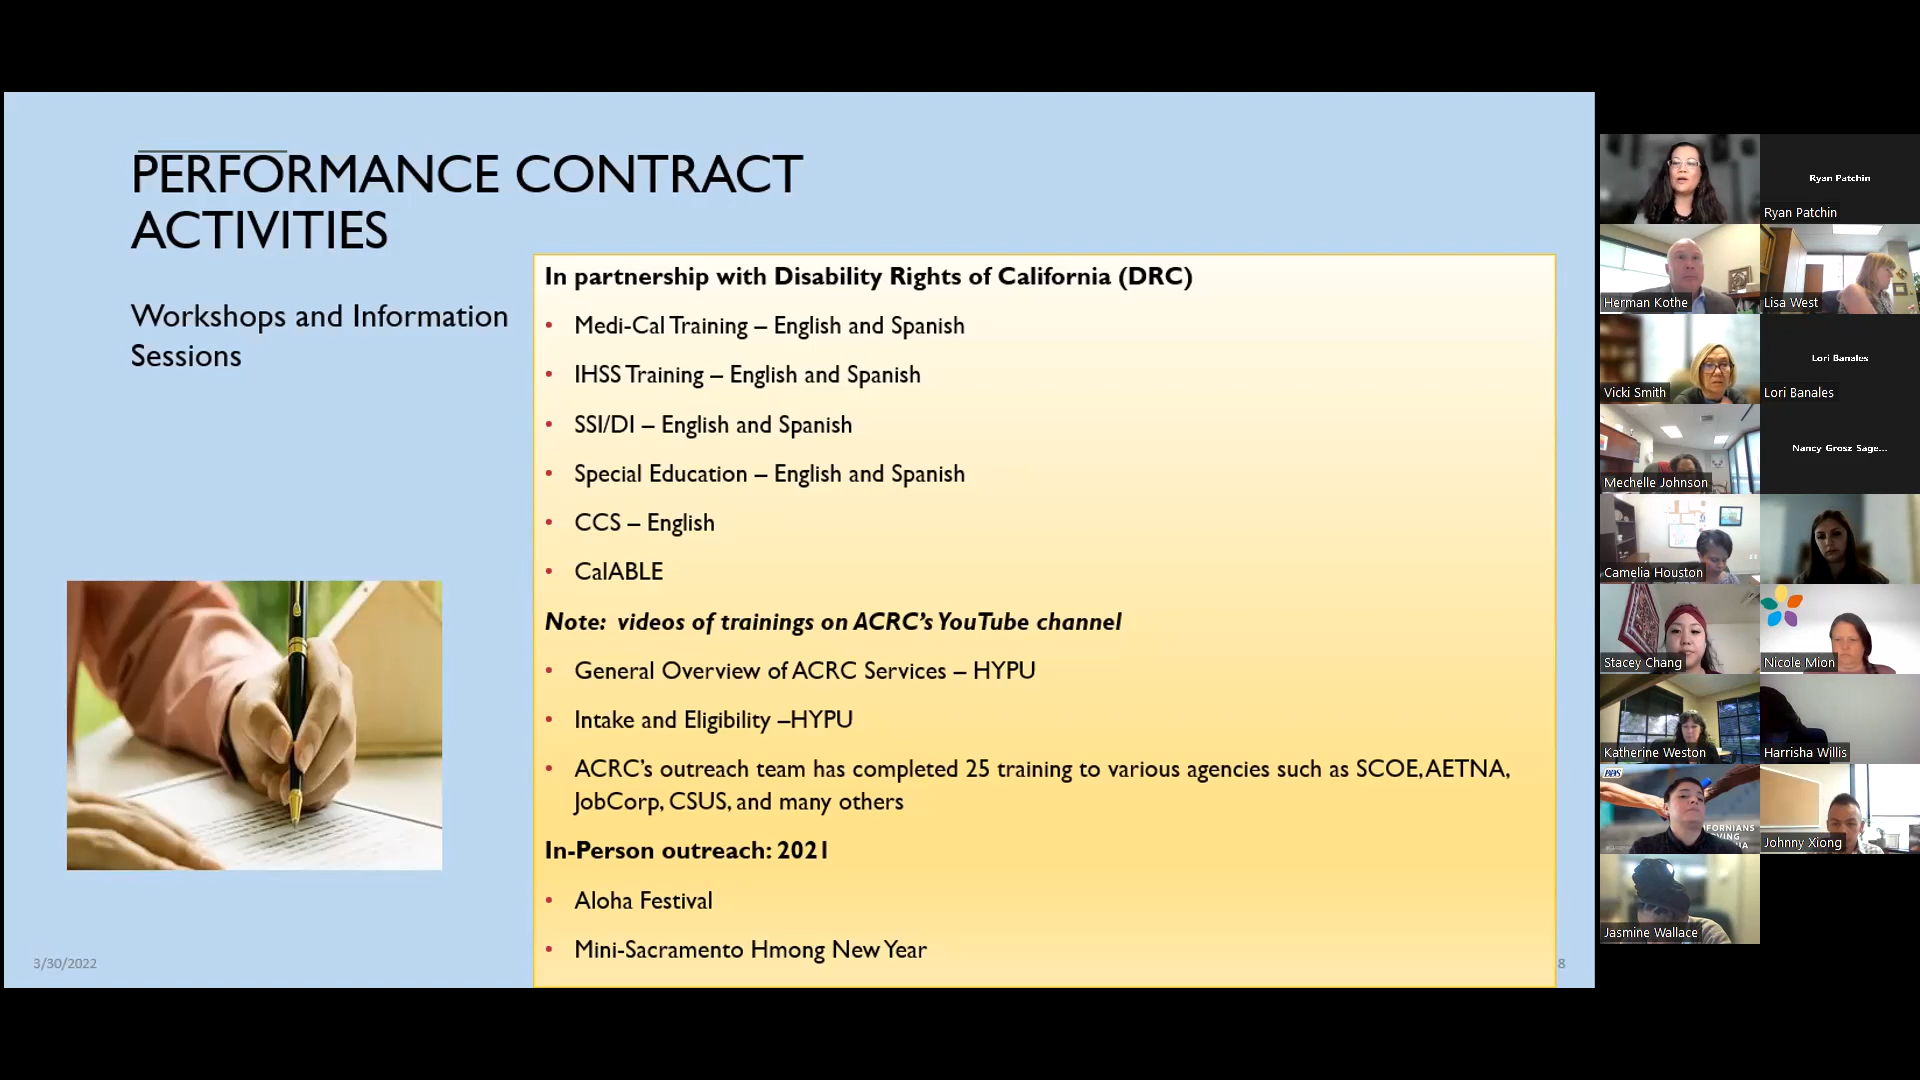 PERFORMANCE CONTRACT
ACTIVITIES
Workshops and Information
Sessions
In partnership with Disability Rights of California (DRC)
• Medi-Cal Training – English and Spanish
• IHSS Training – English and Spanish
• SSI/DI – English and Spanish
• Special Education – English and Spanish
• CCS – English
• CalABLE
Note: videos of trainings on ACRC's YouTube channel
• General Overview of ACRC Services – HYPU
• Intake and Eligibility –HYPU
• ACRC's outreach team has completed 25 training to various agencies such as SCOE, AETNA,
JobCorp, CSUS, and many others
In-Person outreach: 2021
• Aloha Festival
• Mini-Sacramento Hmong New Year
3/30/2022
8
Ryan Patchin
Ryan Patchin
Herman Kothe
Lisa West
Vicki Smith
Lori Banales
Lori Banales
Mechelle Johnson
Nancy Grosz Sage...
Camelia Houston
Stacey Chang
Nicole Mion
Katherine Weston
Harrisha Willis
DDS
Johnny Xiong
Jasmine Wallace